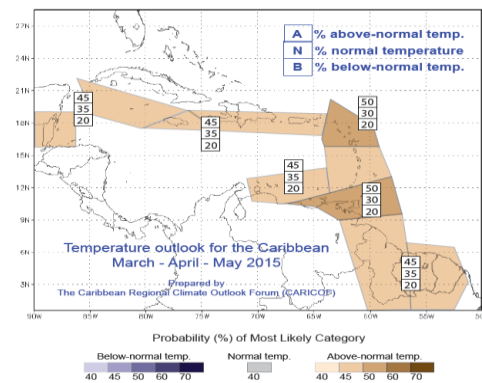 27N
24N
21N
18N
15N
12N
9N
6N
3N
A % above-normal temp.
N % normal temperature
B % below-normal temp.
45
35
20
45
35
20
50
30
20
45
35
20
50
30
20
45
35
20
Temperature outlook for the Caribbean
March - April - May 2015
Prepared by
The Caribbean Regional Climate Outlook Forum (CARICOF)
90W 85W 80W 75W 70W 65W 60W 55W
Probability (%) of Most Likely Category
Below-normal temp. Normal temp. Above-normal temp.
40 45 50 60 70 40 40 45 50 60 70